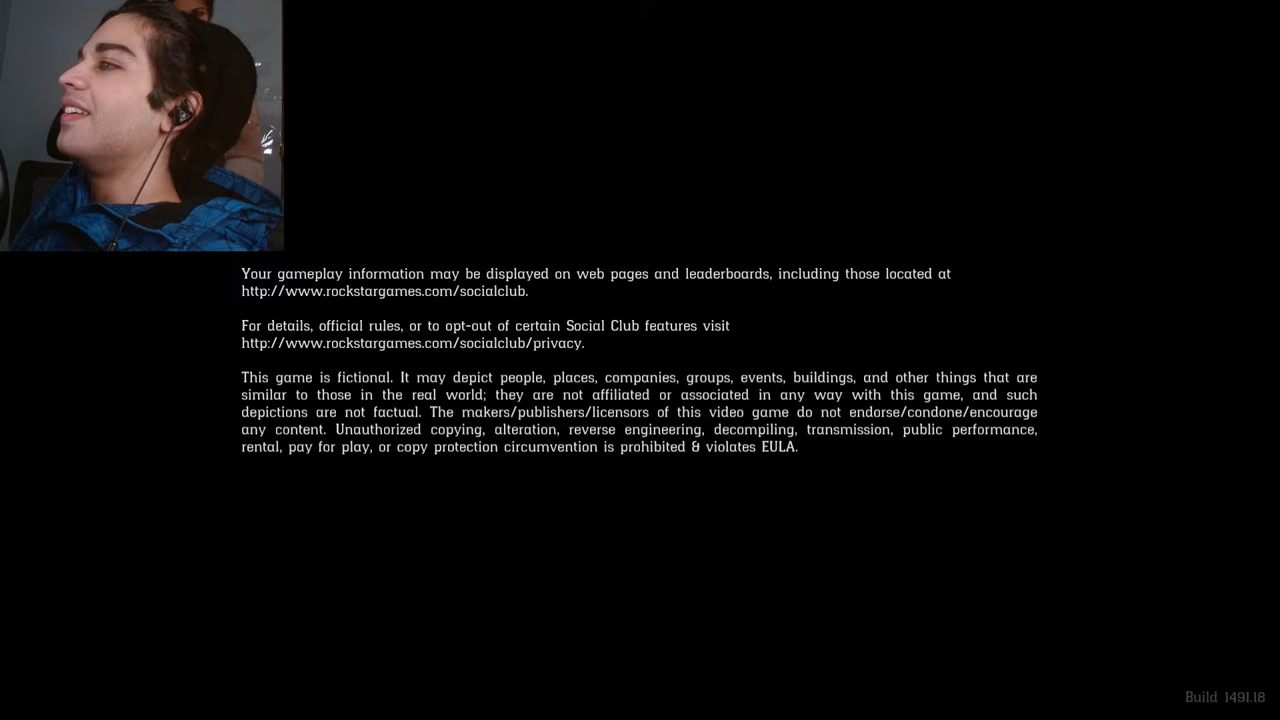 Your gameplay information may be displayed on web pages and leaderboards, including those located at
http://www.rockstargames.com/socialclub.
For details, official rules, or to opt-out of certain Social Club features visit
http://www.rockstargames.com/socialclub/privacy.
This game is fictional. It may depict people, places, companies, groups, events, buildings, and other things that are
similar to those in the real world; they are not affiliated or associated in any way with this game, and such
depictions are not factual. The makers/publishers/licensors of this video game do not endorse/condone/encourage
any content. Unauthorized copying, alteration, reverse engineering, decompiling, transmission, public performance,
rental, pay for play, or copy protection circumvention is prohibited & violates EULA.
Build 1491.18